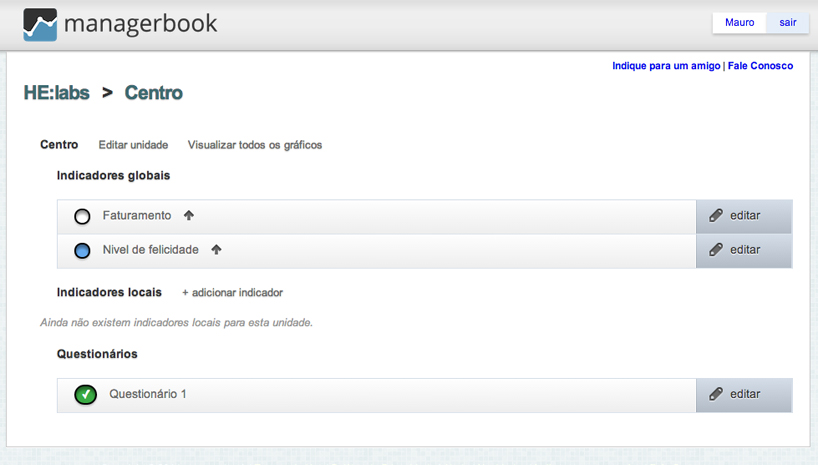 managerbook
Mauro sair
Indique para um amigo | Fale Conosco
HE:labs > Centro
Centro Editar unidade Visualizar todos os gráficos
Indicadores globais
Faturamento editar
Nivel de felicidade editar
Indicadores locais + adicionar indicador
Ainda não existem indicadores locais para esta unidade.
Questionários
Questionário 1 editar